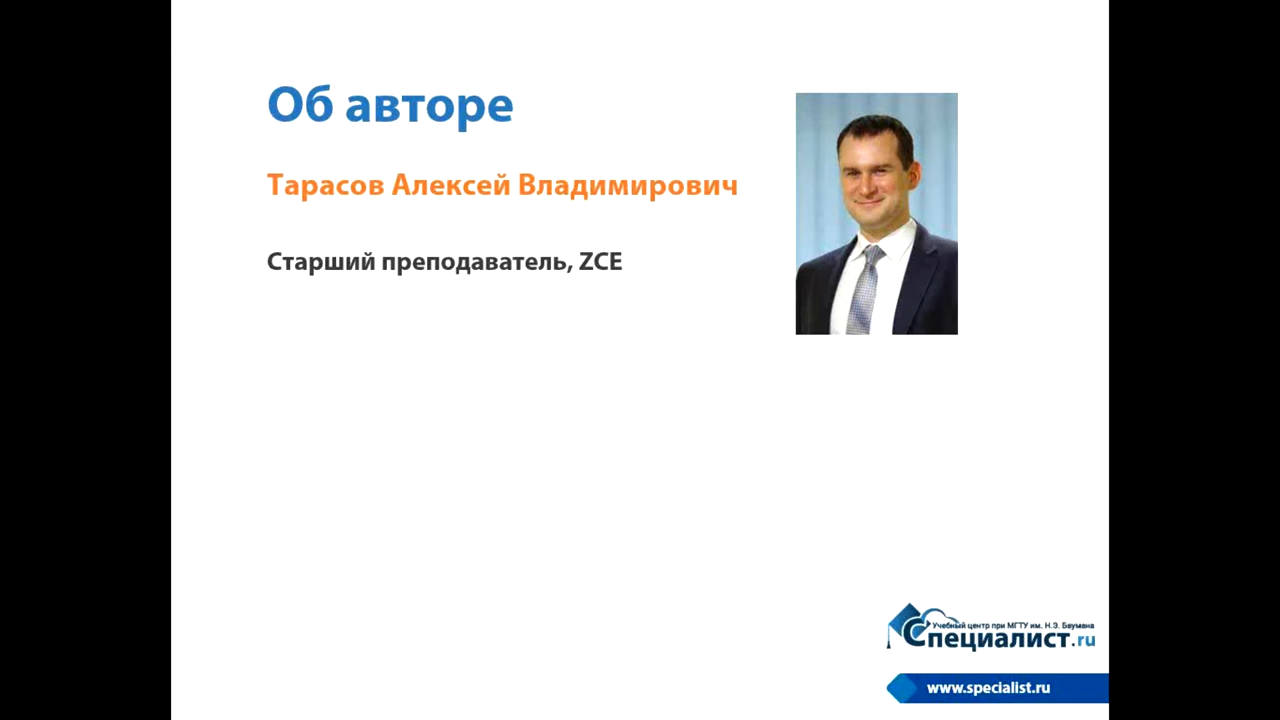 Об авторе
Тарасов Алексей Владимирович
Старший преподаватель, ZCE
Учебный центр при МГТУ им. Н.Э. Баумана
Специалист.ru
www.specialist.ru